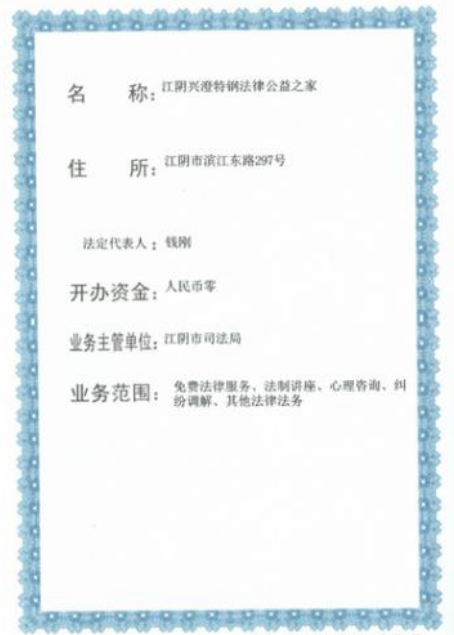 名 称：江阴兴澄特钢法律公益之家
住 所：江阴市滨江东路297号
法定代表人：钱刚
开办资金：人民币零
业务主管单位：江阴市司法局
业务范围：免费法律服务、法制讲座、心理咨询、纠
纷调解、其他法律法务